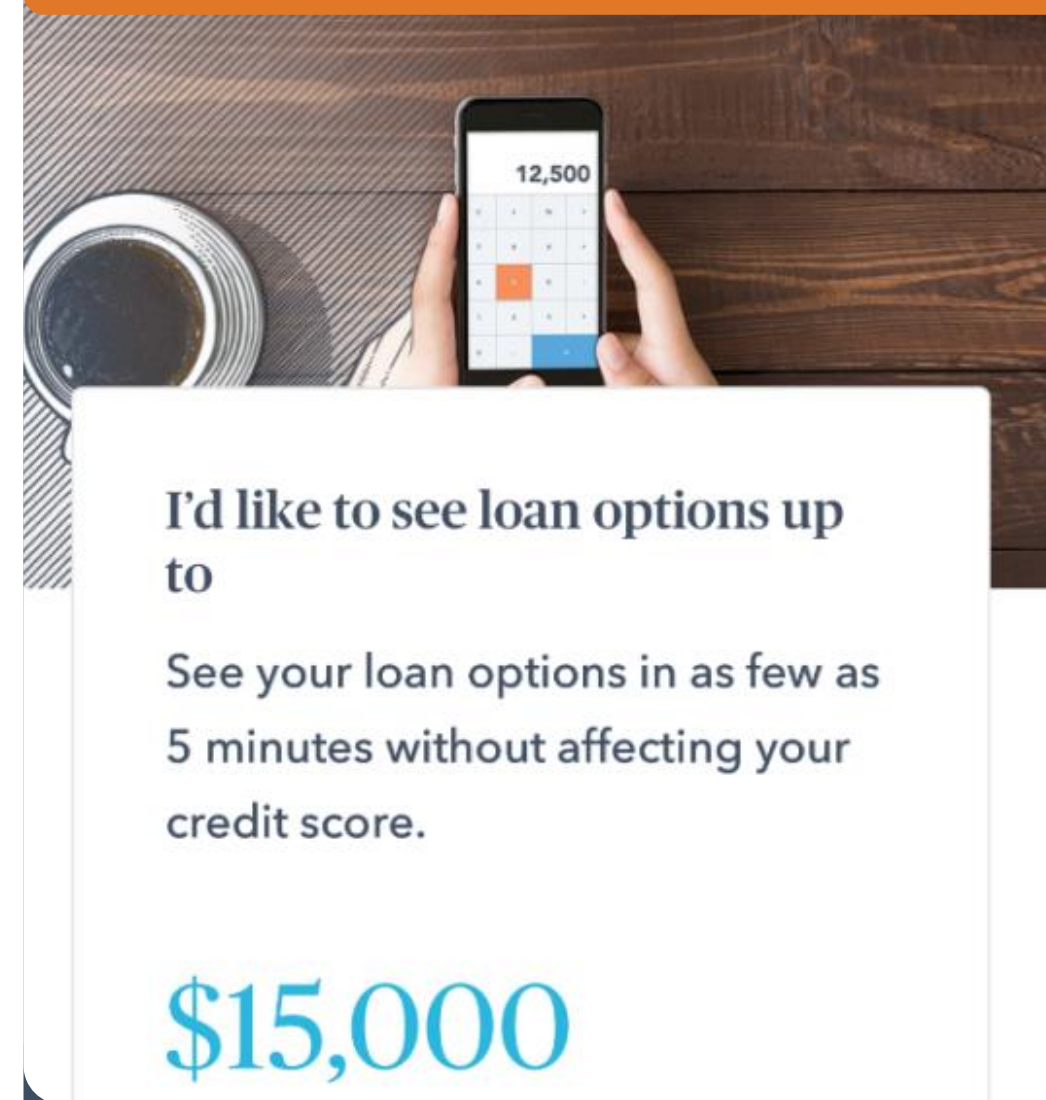 12,500
I’d like to see loan options up
to
See your loan options in as few as
5 minutes without affecting your
credit score.
$15,000